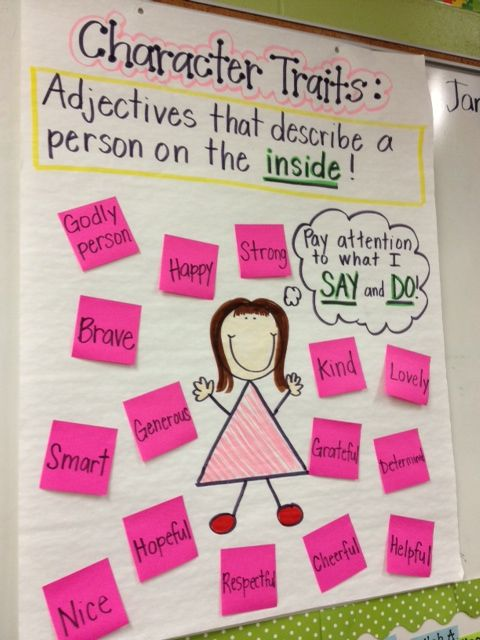 Character Traits:
Adjectives that describe a
person on the inside!
Godly
person
Happy
Strong
Pay attention
to what I
SAY and DO!
Brave
Kind
Lovely
Generous
Smart
Grateful
Hopeful
Cheerful
Helpful
Respectful
Nice
Jan